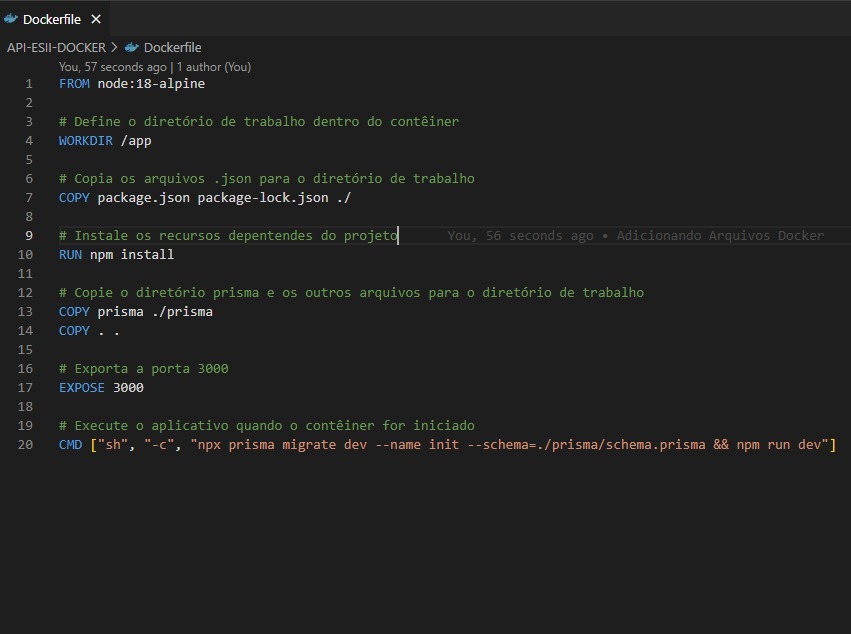 Dockerfile ×
API-ESII-DOCKER > Dockerfile
You, 57 seconds ago | 1 author (You)
1 FROM node:18-alpine
2
3 # Define o diretório de trabalho dentro do contêiner
4 WORKDIR /app
5
6 # Copia os arquivos .json para o diretório de trabalho
7 COPY package.json package-lock.json ./
8
9 # Instale os recursos depentendes do projeto You, 56 seconds ago • Adicionando Arquivos Docker
10 RUN npm install
11
12 # Copie o diretório prisma e os outros arquivos para o diretório de trabalho
13 COPY prisma ./prisma
14 COPY . .
15
16 # Exporta a porta 3000
17 EXPOSE 3000
18
19 # Execute o aplicativo quando o contêiner for iniciado
20 CMD ["sh", "-c", "npx prisma migrate dev --name init --schema=./prisma/schema.prisma && npm run dev"]